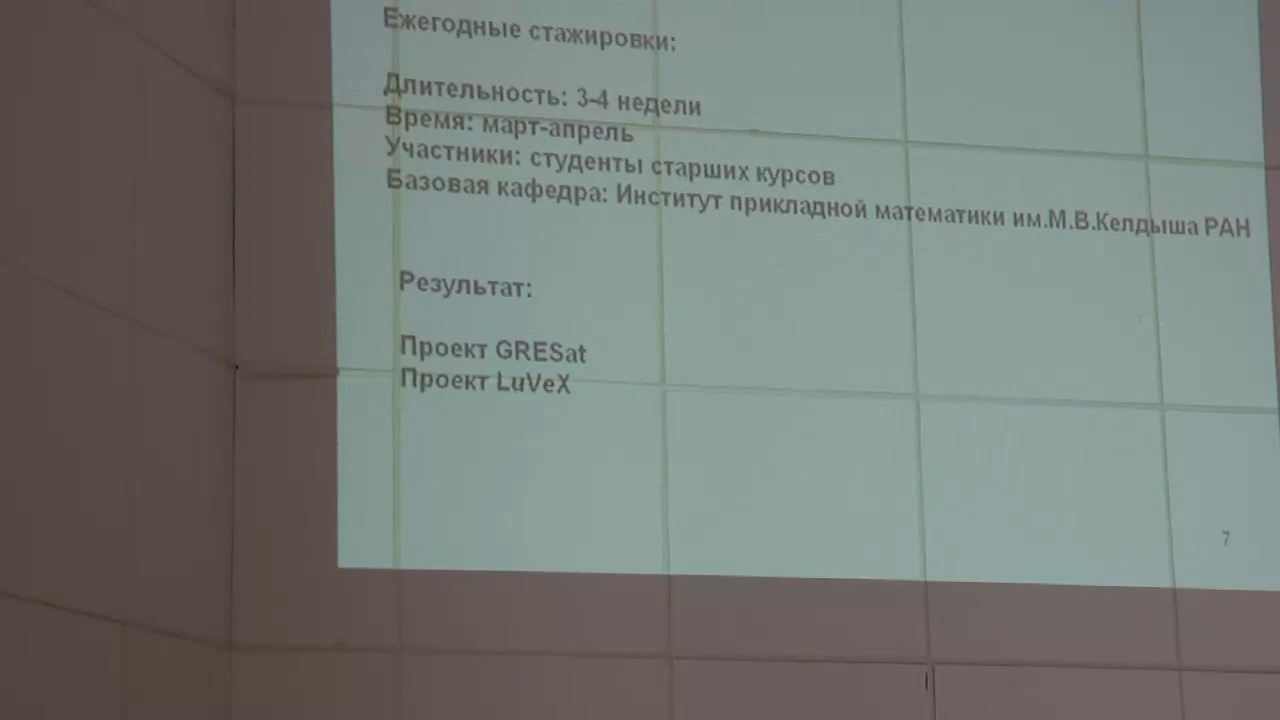 Ежегодные стажировки:
Длительность: 3-4 недели
Время: март-апрель
Участники: студенты старших курсов
Базовая кафедра: Институт прикладной математики им.М.В.Келдыша РАН
Результат:
Проект GRESat
Проект LuVeX
7